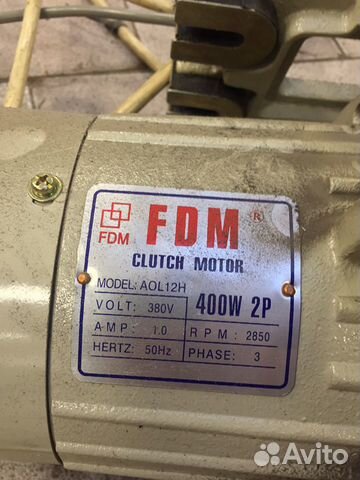 FDM
FDM ®
CLUTCH MOTOR
MODEL: AOL12H
VOLT: 380V
400W 2P
AMP: 1.0
RPM: 2850
HERTZ: 50Hz
PHASE: 3
Avito